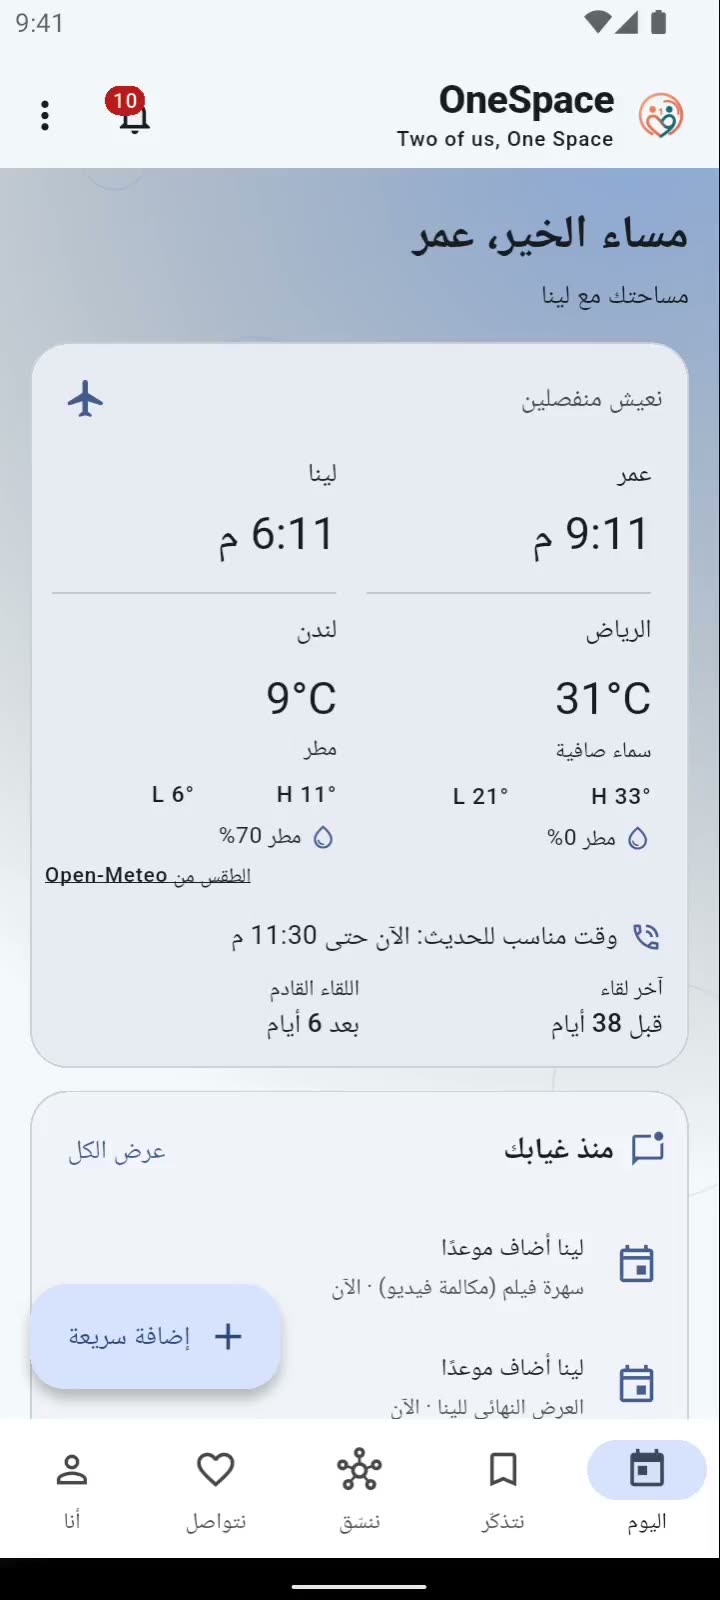 9:41
10
OneSpace
Two of us, One Space
مساء الخير، عمر
مساحتك مع لينا
نعيش منفصلين
عمر
9:11 م
الرياض
31°C
سماء صافية
H 33° L 21°
مطر 0%
لينا
6:11 م
لندن
9°C
مطر
H 11° L 6°
مطر 70%
الطقس من Open-Meteo
وقت مناسب للحديث: الآن حتى 11:30 م
آخر لقاء
قبل 38 أيام
اللقاء القادم
بعد 6 أيام
منذ غيابك
عرض الكل
لينا أضاف موعدًا
سهرة فيلم (مكالمة فيديو) · الآن
لينا أضاف موعدًا
العرض النهائي للينا · الآن
إضافة سريعة
اليوم
نتذكّر
ننسّق
نتواصل
أنا